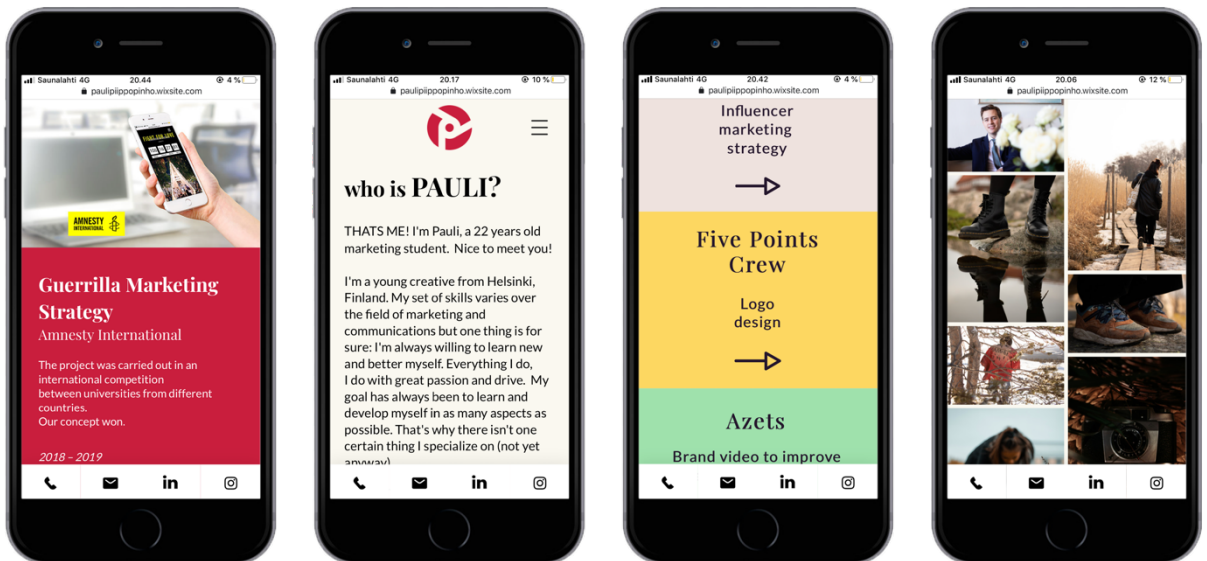 Saunalahti 4G 20.44 4 %
paulipiippopinho.wixsite.com
AMNESTY
INTERNATIONAL
Guerrilla Marketing
Strategy
Amnesty International
The project was carried out in an
international competition
between universities from different
countries.
Our concept won.
2018 – 2019
in
Saunalahti 4G 20.17 10 %
paulipiippopinho.wixsite.com
who is PAULI?
THATS ME! I'm Pauli, a 22 years old
marketing student. Nice to meet you!
I'm a young creative from Helsinki,
Finland. My set of skills varies over
the field of marketing and
communications but one thing is for
sure: I'm always willing to learn new
and better myself. Everything I do,
I do with great passion and drive. My
goal has always been to learn and
develop myself in as many aspects as
possible. That's why there isn't one
certain thing I specialize on (not yet
anyway)
in
Saunalahti 4G 20.42 4 %
paulipiippopinho.wixsite.com
Influencer
marketing
strategy
Five Points
Crew
Logo
design
Azets
Brand video to improve
in
Saunalahti 4G 20.06 12 %
paulipiippopinho.wixsite.com
in